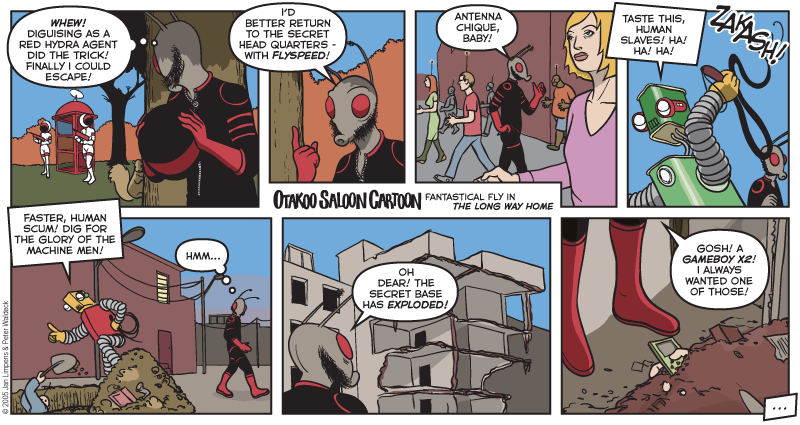 WHEW!
DISGUISING AS A
RED HYDRA AGENT
DID THE TRICK!
FINALLY I COULD
ESCAPE!
I'D
BETTER RETURN
TO THE SECRET
HEAD QUARTERS -
WITH FLYSPEED!
ANTENNA
CHIQUE,
BABY!
TASTE THIS,
HUMAN
SLAVES! HA!
HA! HA!
ZAKASH!
OTAKOO SALOON CARTOON
FANTASTICAL FLY IN
THE LONG WAY HOME
FASTER, HUMAN
SCUM! DIG FOR
THE GLORY OF THE
MACHINE MEN!
HMM...
OH
DEAR! THE
SECRET BASE
HAS EXPLODED!
GOSH! A
GAMEBOY X2!
I ALWAYS
WANTED ONE
OF THOSE!
...
© 2005 Jan Limpens & Peter Waldeck